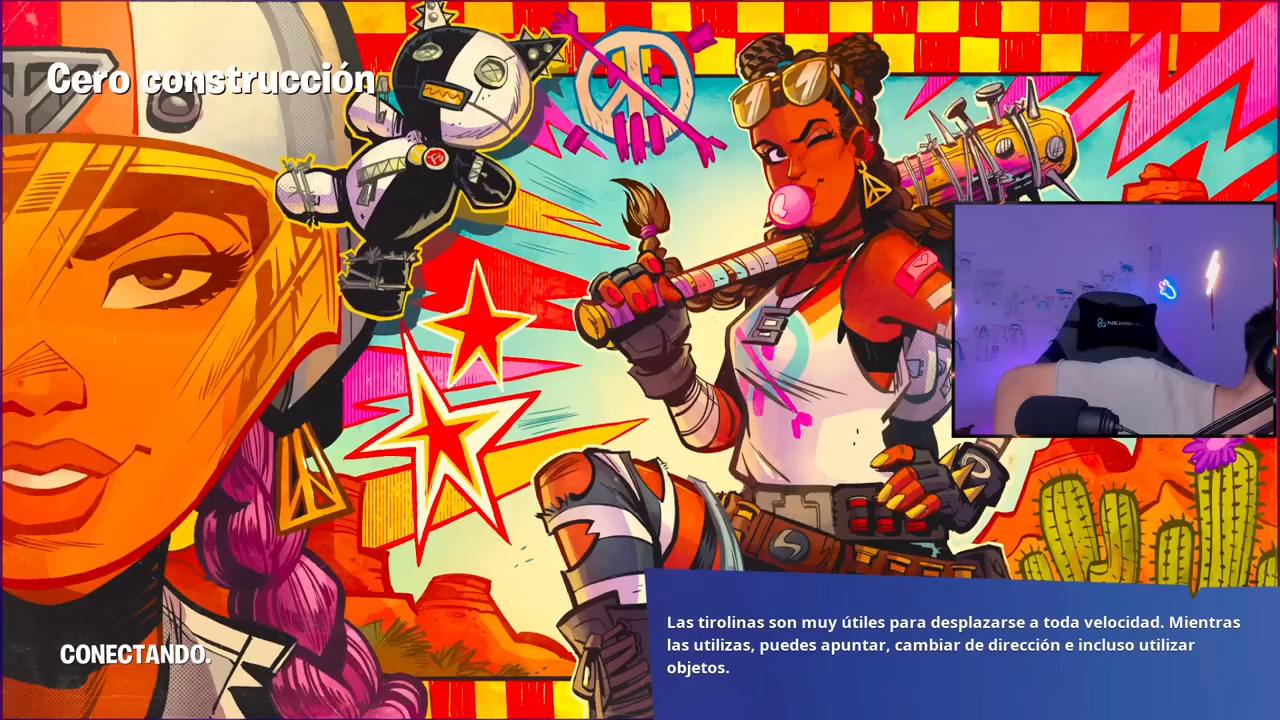 Cero construcción
Las tirolinas son muy útiles para desplazarse a toda velocidad. Mientras
las utilizas, puedes apuntar, cambiar de dirección e incluso utilizar
objetos.
CONECTANDO.